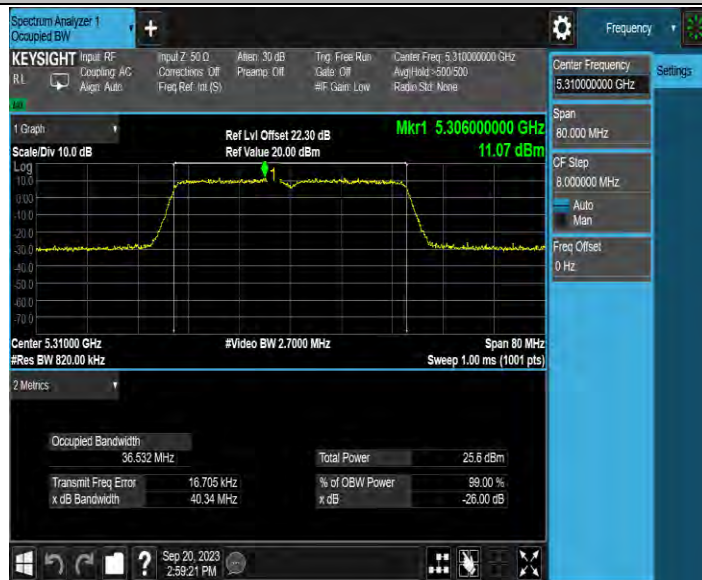 Spectrum Analyzer 1
Occupied BW
+
Frequency
KEYSIGHT
Input: RF
Coupling: AC
Align: Auto
Input Z: 50 Ω
Corrections: Off
Freq Ref: Int (S)
Atten: 30 dB
Preamp: Off
Trig: Free Run
Gate: Off
#IF Gain: Low
Center Freq: 5.310000000 GHz
Avg|Hold:>500/500
Radio Std: None
RL
Center Frequency
5.310000000 GHz
Settings
Span
80.000 MHz
CF Step
8.000000 MHz
Auto
Man
Freq Offset
0 Hz
1 Graph
Scale/Div 10.0 dB
Ref Lvl Offset 22.30 dB
Ref Value 20.00 dBm
Mkr1 5.306000000 GHz
11.07 dBm
Log
10.0
0.00
-10.0
-20.0
-30.0
-40.0
-50.0
-60.0
-70.0
1
Center 5.31000 GHz
#Res BW 820.00 kHz
#Video BW 2.7000 MHz
Span 80 MHz
Sweep 1.00 ms (1001 pts)
2 Metrics
Occupied Bandwidth
36.532 MHz
Total Power 25.6 dBm
Transmit Freq Error 16.705 kHz
% of OBW Power 99.00 %
x dB Bandwidth 40.34 MHz
x dB -26.00 dB
?
Sep 20, 2023
2:59:21 PM